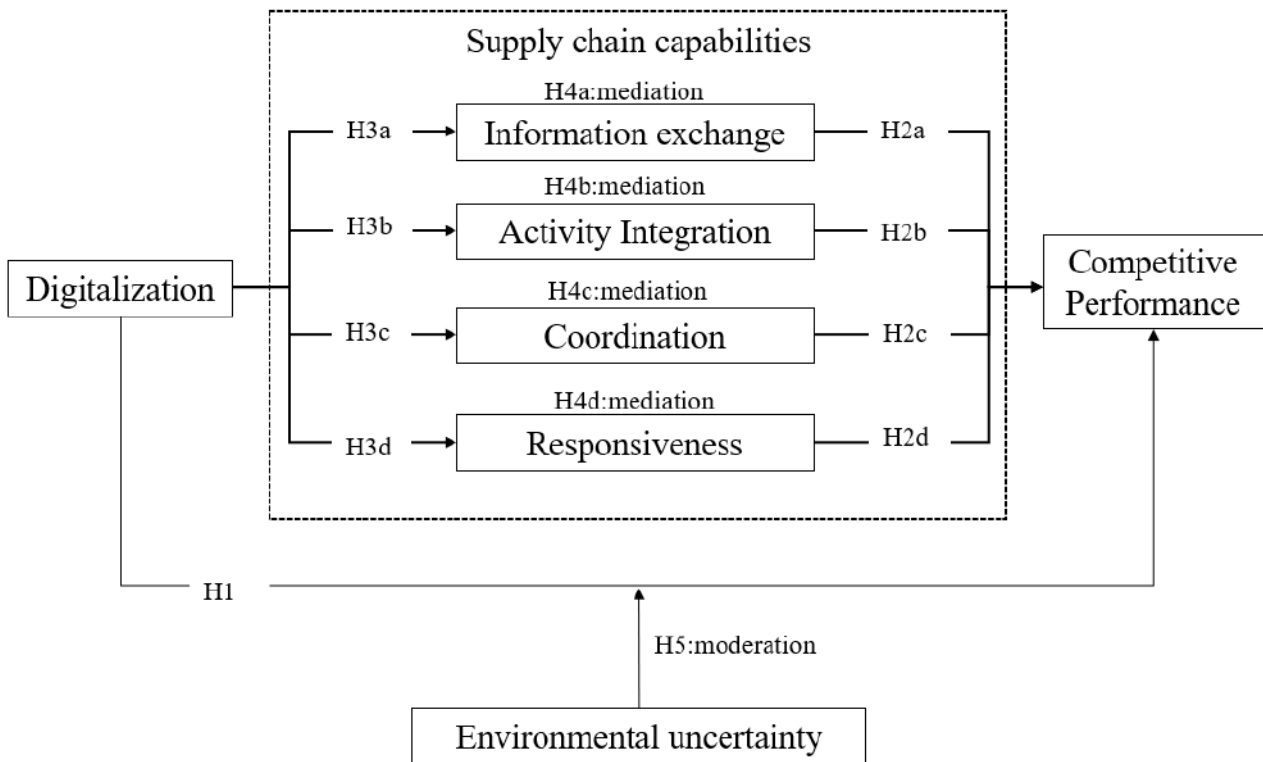 Supply chain capabilities
H4a:mediation
H3a
Information exchange
H2a
H4b:mediation
H3b
Activity Integration
H2b
Digitalization
H4c:mediation
H3c
Coordination
H2c
Competitive
Performance
H4d:mediation
H3d
Responsiveness
H2d
H1
H5:moderation
Environmental uncertainty